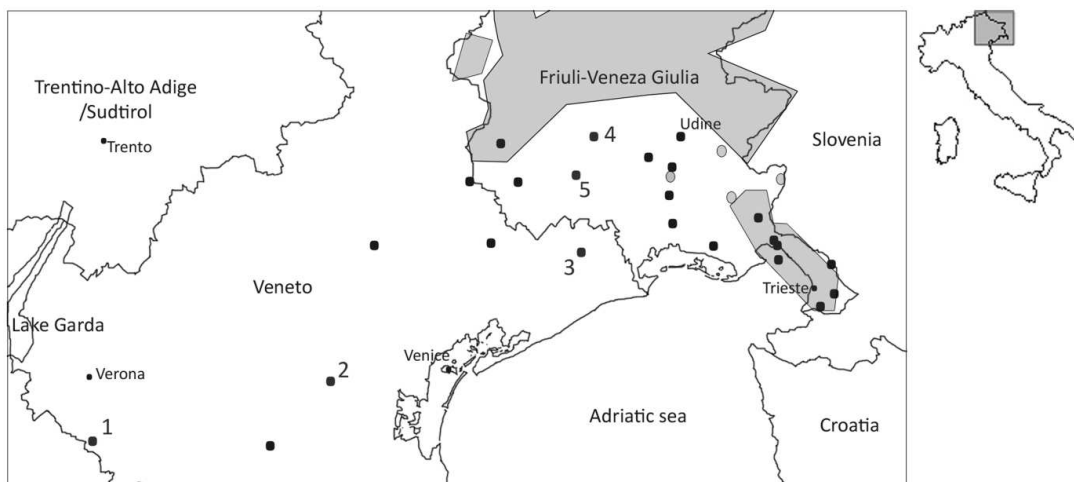 Trentino-Alto Adige
/Sudtirol
Trento
Friuli-Veneza Giulia
Udine
Slovenia
4
5
3
Veneto
Trieste
Lake Garda
Venice
Verona
2
1
Adriatic sea
Croatia